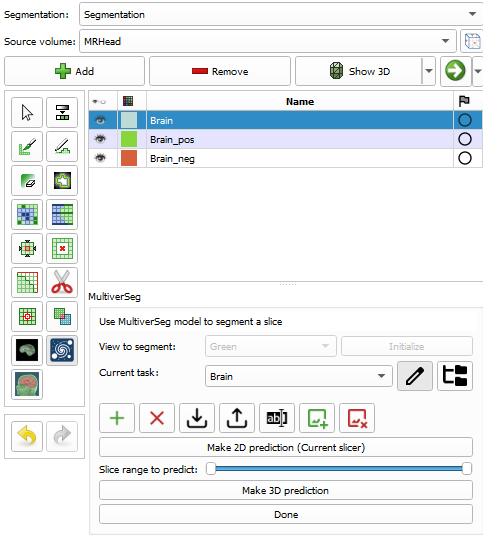 Segmentation: Segmentation
Source volume: MRHead
Add Remove Show 3D
Name
Brain
Brain_pos
Brain_neg
MultiverSeg
Use MultiverSeg model to segment a slice
View to segment: Green Initialize
Current task: Brain
ab
Make 2D prediction (Current slicer)
Slice range to predict:
Make 3D prediction
Done